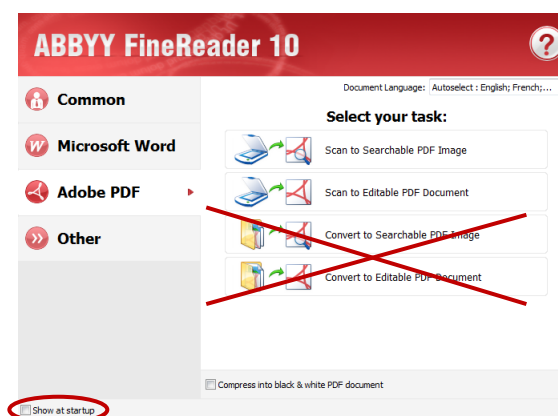 ABBYY FineReader 10
?
Document Language: Autoselect : English; French;...
Common
Microsoft Word
Adobe PDF
Other
Select your task:
Scan to Searchable PDF Image
Scan to Editable PDF Document
Convert to Searchable PDF Image
Convert to Editable PDF Document
Compress into black & white PDF document
Show at startup